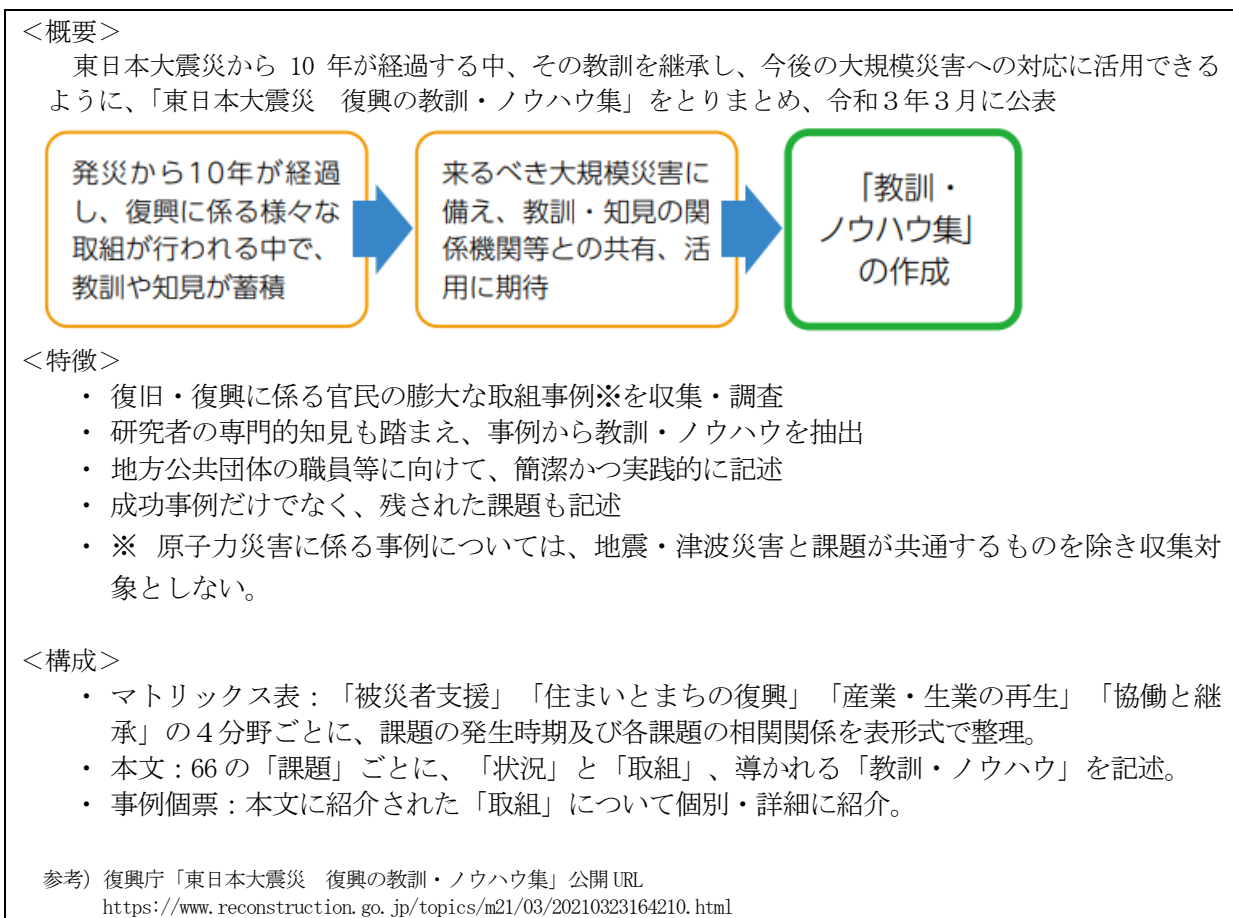 ＜概要＞
東日本大震災から 10 年が経過する中、その教訓を継承し、今後の大規模災害への対応に活用できる
ように、「東日本大震災　復興の教訓・ノウハウ集」をとりまとめ、令和３年３月に公表
発災から10年が経過
し、復興に係る様々な
取組が行われる中で、
教訓や知見が蓄積
来るべき大規模災害に
備え、教訓・知見の関
係機関等との共有、活
用に期待
「教訓・
ノウハウ集」
の作成
＜特徴＞
・ 復旧・復興に係る官民の膨大な取組事例※を収集・調査
・ 研究者の専門的知見も踏まえ、事例から教訓・ノウハウを抽出
・ 地方公共団体の職員等に向けて、簡潔かつ実践的に記述
・ 成功事例だけでなく、残された課題も記述
・ ※ 原子力災害に係る事例については、地震・津波災害と課題が共通するものを除き収集対
象としない。
＜構成＞
・ マトリックス表：「被災者支援」「住まいとまちの復興」「産業・生業の再生」「協働と継
承」の４分野ごとに、課題の発生時期及び各課題の相関関係を表形式で整理。
・ 本文：66 の「課題」ごとに、「状況」と「取組」、導かれる「教訓・ノウハウ」を記述。
・ 事例個票：本文に紹介された「取組」について個別・詳細に紹介。
参考）復興庁「東日本大震災　復興の教訓・ノウハウ集」公開 URL
https://www.reconstruction.go.jp/topics/m21/03/20210323164210.html